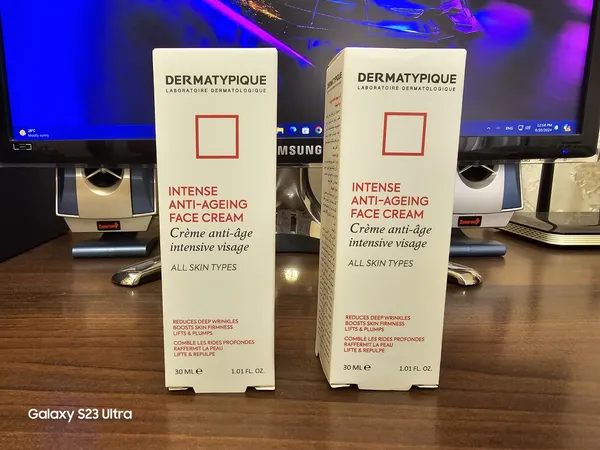 DERMATYPIQUE
LABORATOIRE DERMATOLOGIQUE
INTENSE
ANTI-AGEING
FACE CREAM
Crème anti-âge
intensive visage
ALL SKIN TYPES
REDUCES DEEP WRINKLES
BOOSTS SKIN FIRMNESS
LIFTS & PLUMPS
COMBLE LES RIDES PROFONDES
RAFFERMIT LA PEAU
LIFTE & REPULPE
30 ML ℮ 1.01 FL. OZ.
DERMATYPIQUE
LABORATOIRE DERMATOLOGIQUE
INTENSE
ANTI-AGEING
FACE CREAM
Crème anti-âge
intensive visage
ALL SKIN TYPES
REDUCES DEEP WRINKLES
BOOSTS SKIN FIRMNESS
LIFTS & PLUMPS
COMBLE LES RIDES PROFONDES
RAFFERMIT LA PEAU
LIFTE & REPULPE
30 ML ℮ 1.01 FL. OZ.
LED
SAMSUNG
ENG
Galaxy S23 Ultra